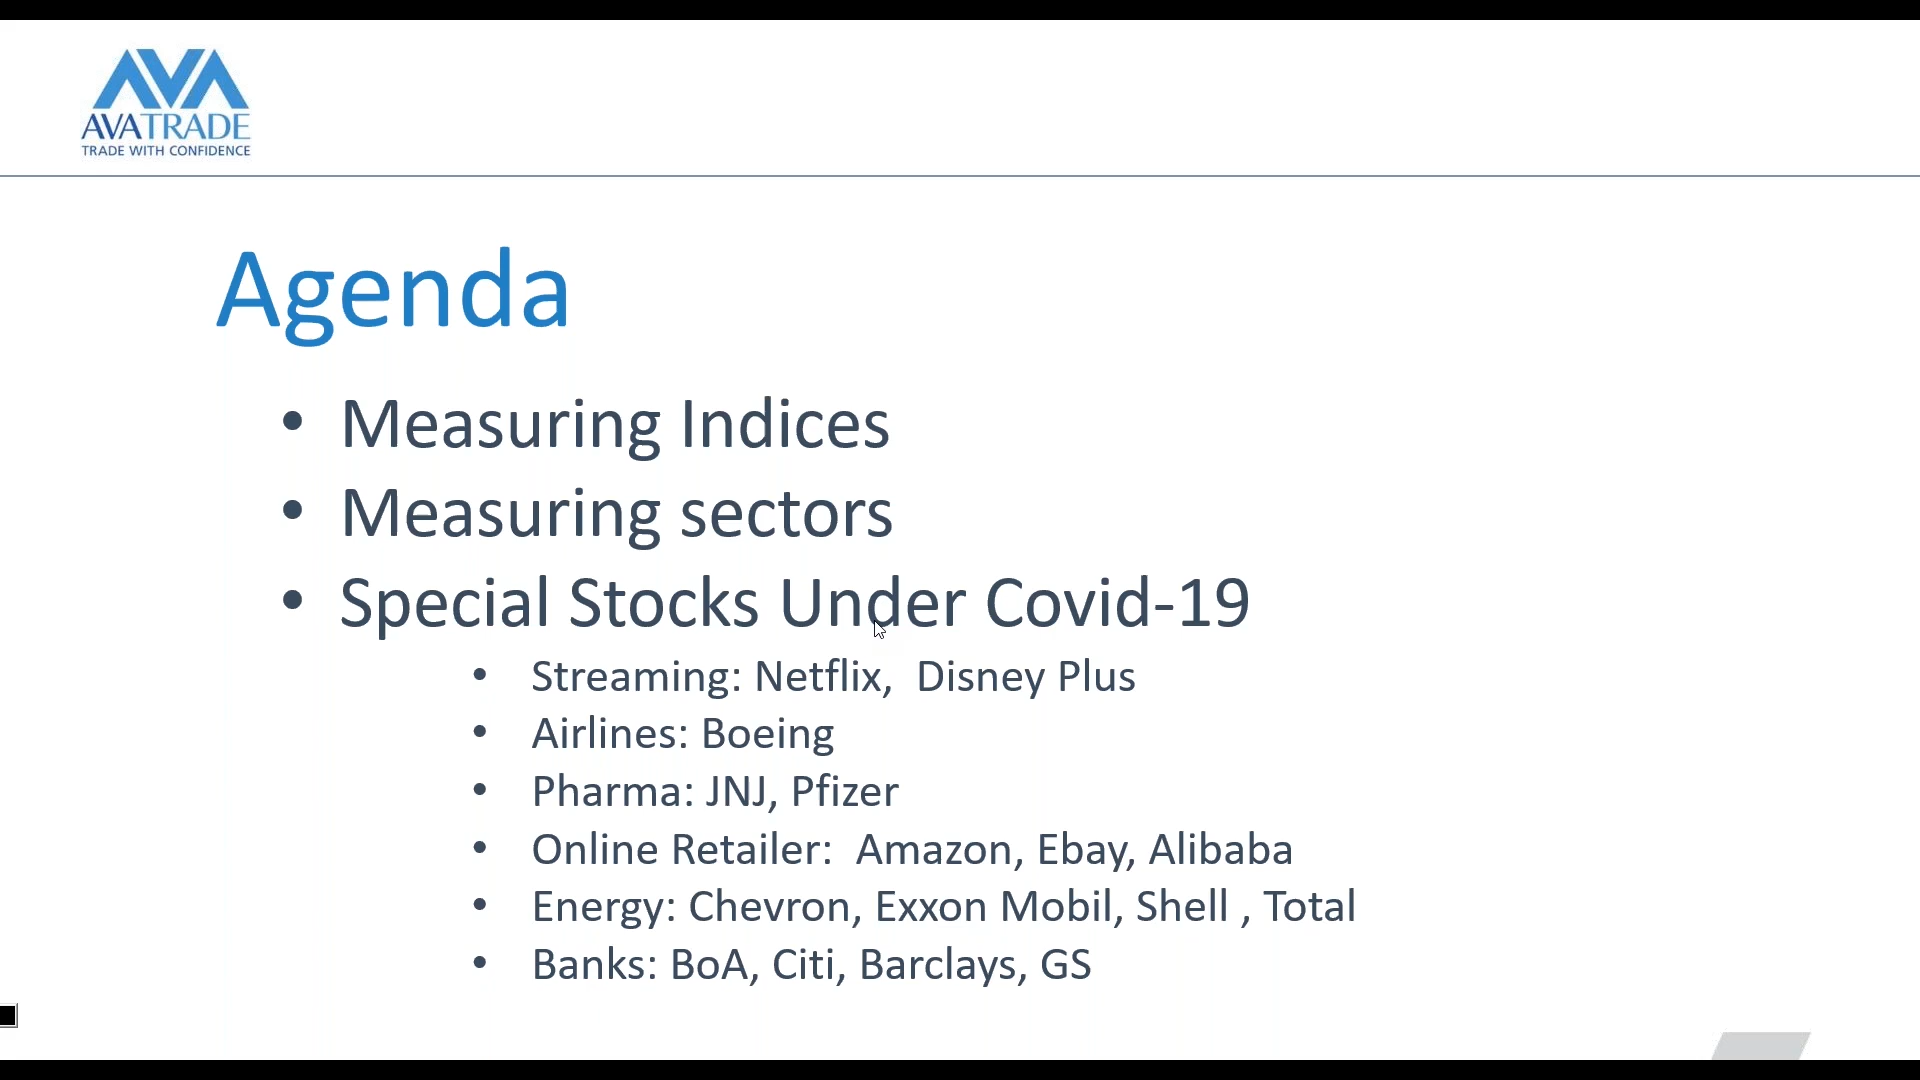 AVA
AVATRADE
TRADE WITH CONFIDENCE
Agenda
• Measuring Indices
• Measuring sectors
• Special Stocks Under Covid-19
• Streaming: Netflix,  Disney Plus
• Airlines: Boeing
• Pharma: JNJ, Pfizer
• Online Retailer:  Amazon, Ebay, Alibaba
• Energy: Chevron, Exxon Mobil, Shell , Total
• Banks: BoA, Citi, Barclays, GS